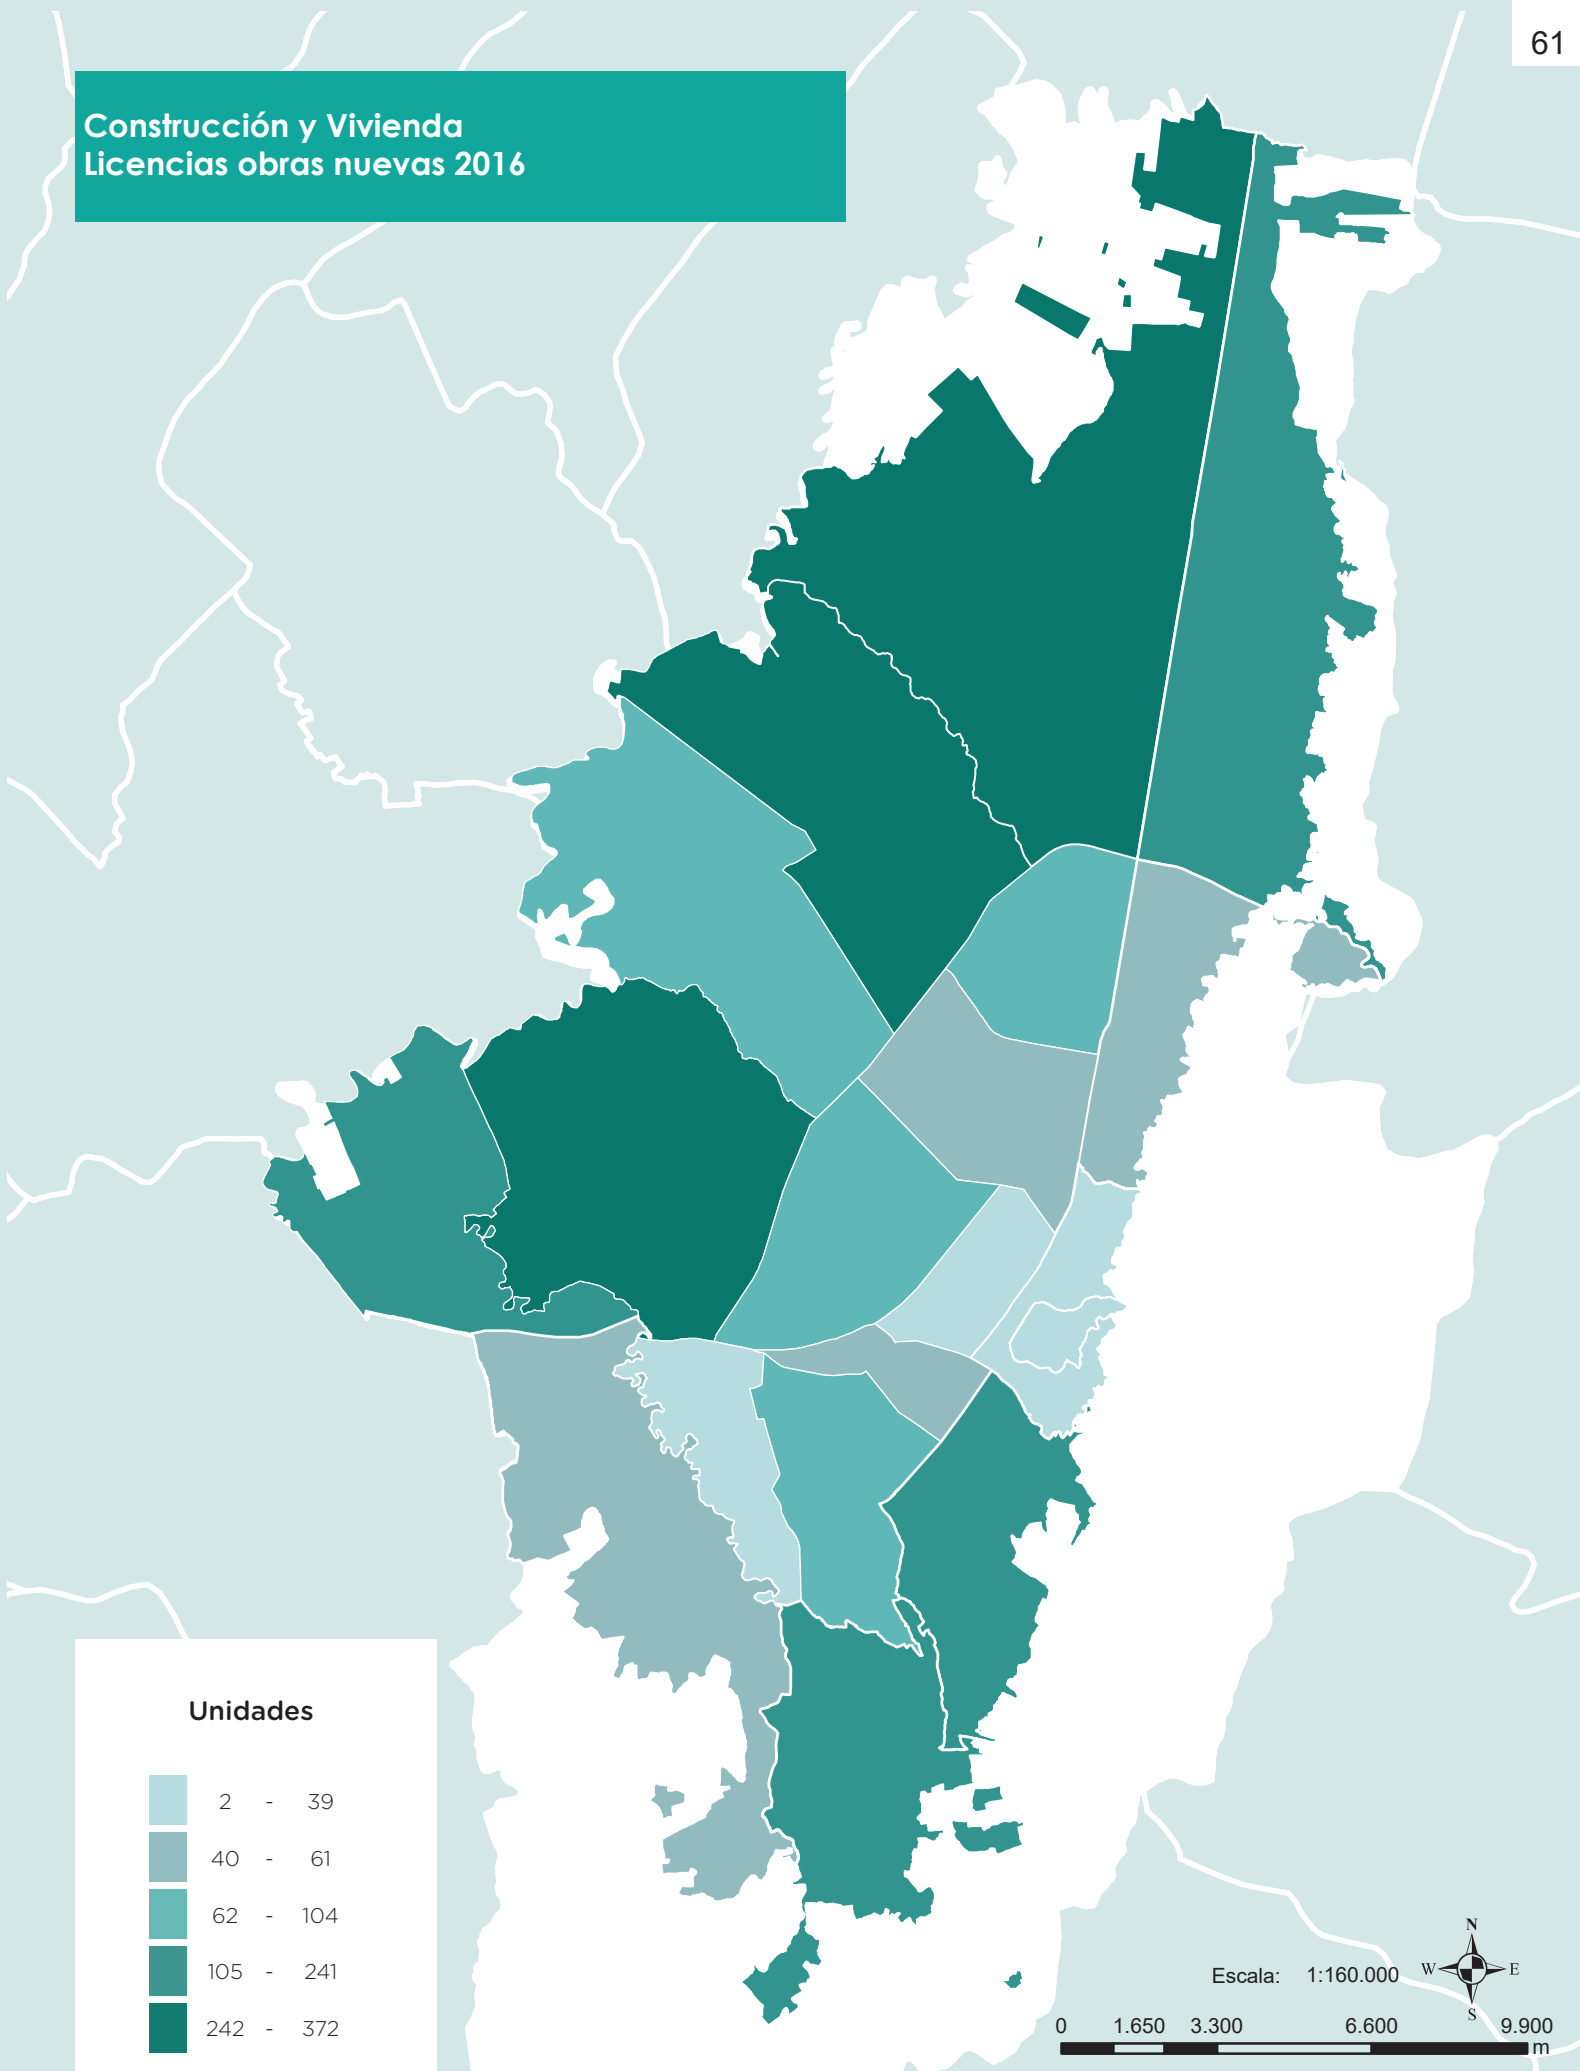 61
Construcción y Vivienda
Licencias obras nuevas 2016
Unidades
2 - 39
40 - 61
62 - 104
105 - 241
242 - 372
Escala: 1:160.000
N
W E
S
0 1.650 3.300 6.600 9.900
m